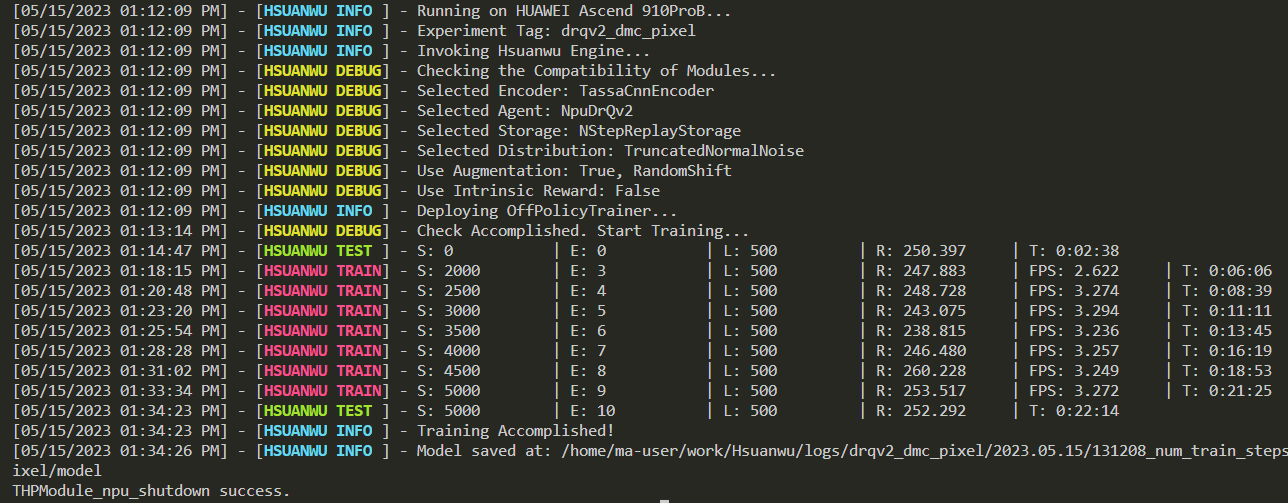 [05/15/2023 01:12:09 PM] - [HSUANWU INFO ] - Running on HUAWEI Ascend 910ProB...
[05/15/2023 01:12:09 PM] - [HSUANWU INFO ] - Experiment Tag: drqv2_dmc_pixel
[05/15/2023 01:12:09 PM] - [HSUANWU INFO ] - Invoking Hsuanwu Engine...
[05/15/2023 01:12:09 PM] - [HSUANWU DEBUG] - Checking the Compatibility of Modules...
[05/15/2023 01:12:09 PM] - [HSUANWU DEBUG] - Selected Encoder: TassaCnnEncoder
[05/15/2023 01:12:09 PM] - [HSUANWU DEBUG] - Selected Agent: NpuDrQv2
[05/15/2023 01:12:09 PM] - [HSUANWU DEBUG] - Selected Storage: NStepReplayStorage
[05/15/2023 01:12:09 PM] - [HSUANWU DEBUG] - Selected Distribution: TruncatedNormalNoise
[05/15/2023 01:12:09 PM] - [HSUANWU DEBUG] - Use Augmentation: True, RandomShift
[05/15/2023 01:12:09 PM] - [HSUANWU DEBUG] - Use Intrinsic Reward: False
[05/15/2023 01:12:09 PM] - [HSUANWU INFO ] - Deploying OffPolicyTrainer...
[05/15/2023 01:13:14 PM] - [HSUANWU DEBUG] - Check Accomplished. Start Training...
[05/15/2023 01:14:47 PM] - [HSUANWU TEST ] - S: 0 | E: 0 | L: 500 | R: 250.397 | T: 0:02:38
[05/15/2023 01:18:15 PM] - [HSUANWU TRAIN] - S: 2000 | E: 3 | L: 500 | R: 247.883 | FPS: 2.622 | T: 0:06:06
[05/15/2023 01:20:48 PM] - [HSUANWU TRAIN] - S: 2500 | E: 4 | L: 500 | R: 248.728 | FPS: 3.274 | T: 0:08:39
[05/15/2023 01:23:20 PM] - [HSUANWU TRAIN] - S: 3000 | E: 5 | L: 500 | R: 243.075 | FPS: 3.294 | T: 0:11:11
[05/15/2023 01:25:54 PM] - [HSUANWU TRAIN] - S: 3500 | E: 6 | L: 500 | R: 238.815 | FPS: 3.236 | T: 0:13:45
[05/15/2023 01:28:28 PM] - [HSUANWU TRAIN] - S: 4000 | E: 7 | L: 500 | R: 246.480 | FPS: 3.257 | T: 0:16:19
[05/15/2023 01:31:02 PM] - [HSUANWU TRAIN] - S: 4500 | E: 8 | L: 500 | R: 260.228 | FPS: 3.249 | T: 0:18:53
[05/15/2023 01:33:34 PM] - [HSUANWU TRAIN] - S: 5000 | E: 9 | L: 500 | R: 253.517 | FPS: 3.272 | T: 0:21:25
[05/15/2023 01:34:23 PM] - [HSUANWU TEST ] - S: 5000 | E: 10 | L: 500 | R: 252.292 | T: 0:22:14
[05/15/2023 01:34:23 PM] - [HSUANWU INFO ] - Training Accomplished!
[05/15/2023 01:34:26 PM] - [HSUANWU INFO ] - Model saved at: /home/ma-user/work/Hsuanwu/logs/drqv2_dmc_pixel/2023.05.15/131208_num_train_steps
ixel/model
THPModule_npu_shutdown success.